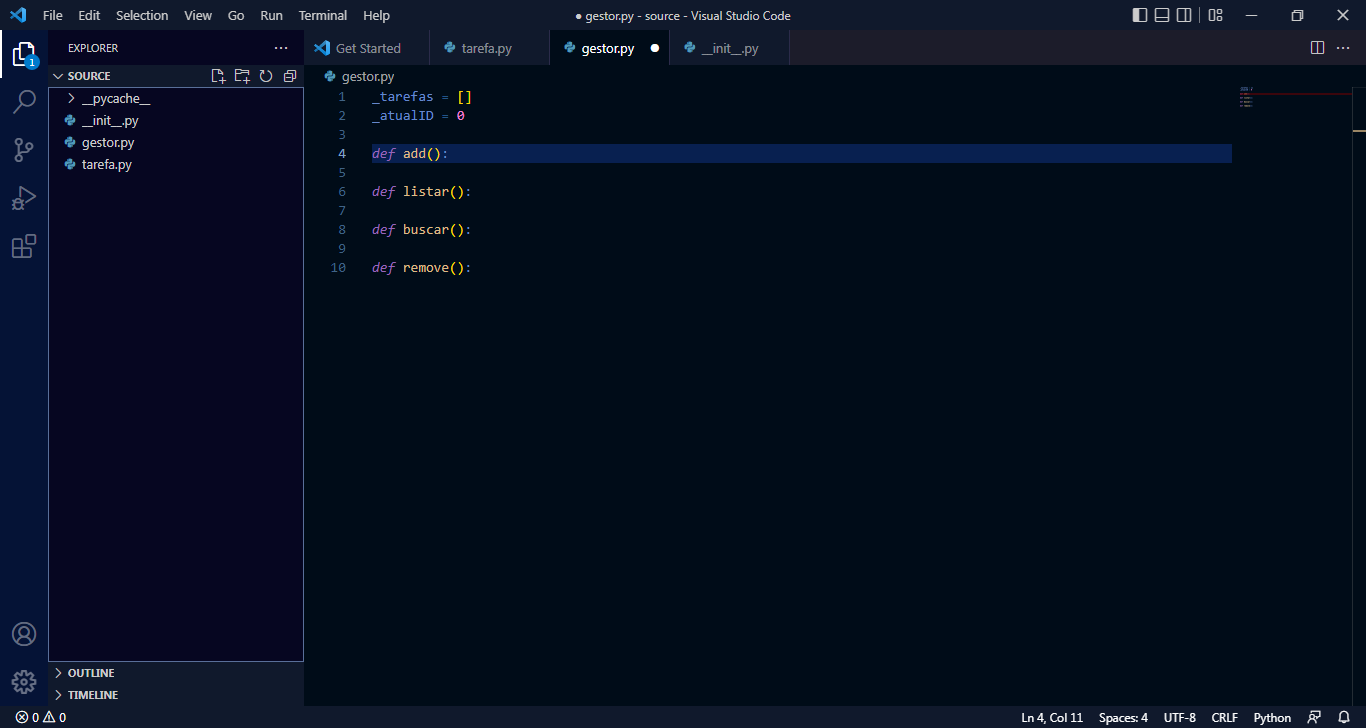 File Edit Selection View Go Run Terminal Help
● gestor.py - source - Visual Studio Code
1
EXPLORER
SOURCE
__pycache__
__init__.py
gestor.py
tarefa.py
OUTLINE
TIMELINE
Get Started tarefa.py gestor.py ● __init__.py
gestor.py
1 _tarefas = []
2 _atualID = 0
3
4 def add():
5
6 def listar():
7
8 def buscar():
9
10 def remove():
0 0 Ln 4, Col 11 Spaces: 4 UTF-8 CRLF Python